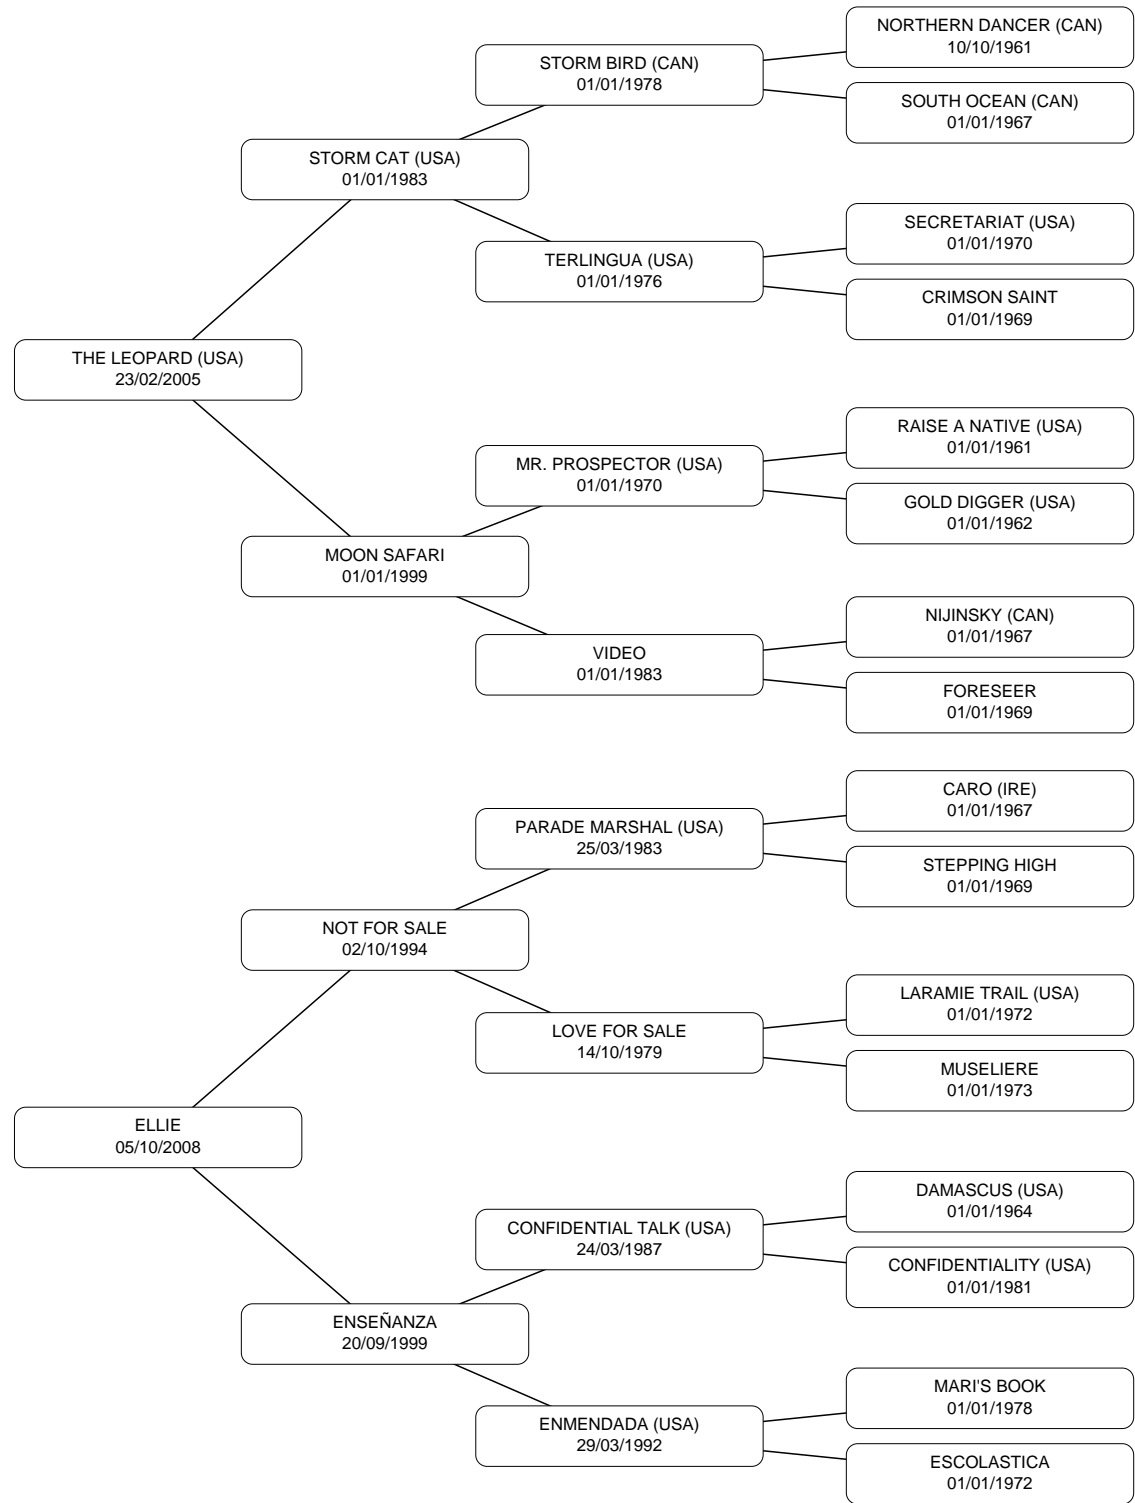 NORTHERN DANCER (CAN)
10/10/1961
STORM BIRD (CAN)
01/01/1978
SOUTH OCEAN (CAN)
01/01/1967
STORM CAT (USA)
01/01/1983
SECRETARIAT (USA)
01/01/1970
TERLINGUA (USA)
01/01/1976
CRIMSON SAINT
01/01/1969
THE LEOPARD (USA)
23/02/2005
RAISE A NATIVE (USA)
01/01/1961
MR. PROSPECTOR (USA)
01/01/1970
GOLD DIGGER (USA)
01/01/1962
MOON SAFARI
01/01/1999
NIJINSKY (CAN)
01/01/1967
VIDEO
01/01/1983
FORESEER
01/01/1969
CARO (IRE)
01/01/1967
PARADE MARSHAL (USA)
25/03/1983
STEPPING HIGH
01/01/1969
NOT FOR SALE
02/10/1994
LARAMIE TRAIL (USA)
01/01/1972
LOVE FOR SALE
14/10/1979
MUSELIERE
01/01/1973
ELLIE
05/10/2008
DAMASCUS (USA)
01/01/1964
CONFIDENTIAL TALK (USA)
24/03/1987
CONFIDENTIALITY (USA)
01/01/1981
ENSEÑANZA
20/09/1999
MARI'S BOOK
01/01/1978
ENMENDADA (USA)
29/03/1992
ESCOLASTICA
01/01/1972